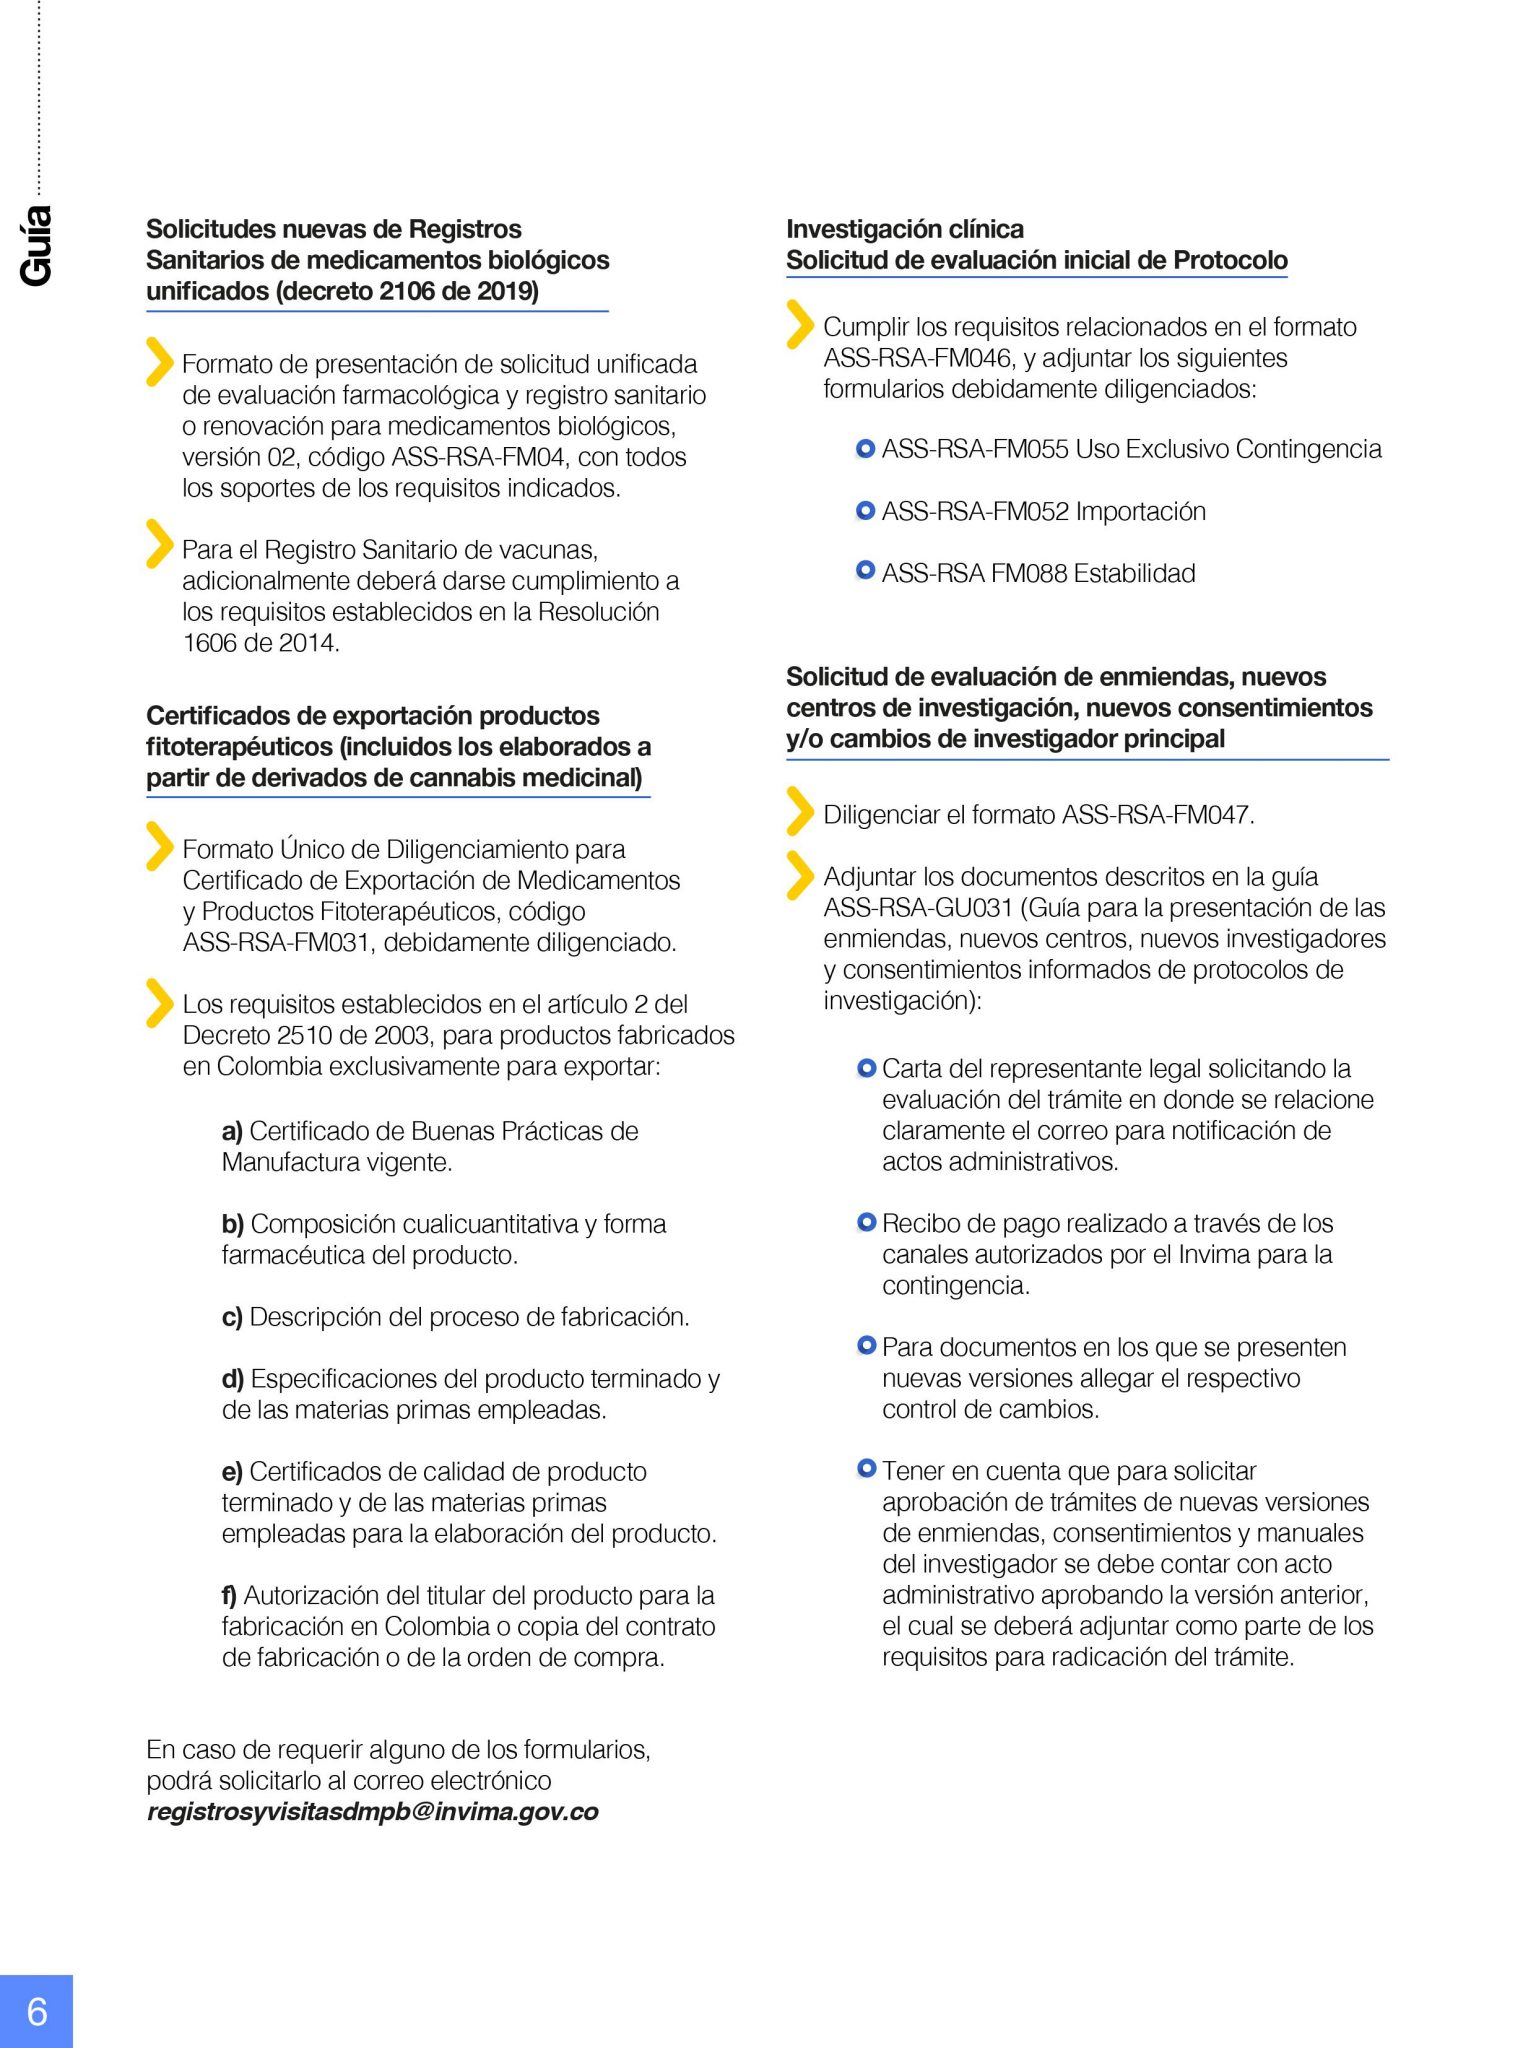 Guía
Solicitudes nuevas de Registros
Sanitarios de medicamentos biológicos
unificados (decreto 2106 de 2019)
Formato de presentación de solicitud unificada
de evaluación farmacológica y registro sanitario
o renovación para medicamentos biológicos,
versión 02, código ASS-RSA-FM04, con todos
los soportes de los requisitos indicados.
Para el Registro Sanitario de vacunas,
adicionalmente deberá darse cumplimiento a
los requisitos establecidos en la Resolución
1606 de 2014.
Certificados de exportación productos
fitoterapéuticos (incluidos los elaborados a
partir de derivados de cannabis medicinal)
Formato Único de Diligenciamiento para
Certificado de Exportación de Medicamentos
y Productos Fitoterapéuticos, código
ASS-RSA-FM031, debidamente diligenciado.
Los requisitos establecidos en el artículo 2 del
Decreto 2510 de 2003, para productos fabricados
en Colombia exclusivamente para exportar:
a) Certificado de Buenas Prácticas de
Manufactura vigente.
b) Composición cualicuantitativa y forma
farmacéutica del producto.
c) Descripción del proceso de fabricación.
d) Especificaciones del producto terminado y
de las materias primas empleadas.
e) Certificados de calidad de producto
terminado y de las materias primas
empleadas para la elaboración del producto.
f) Autorización del titular del producto para la
fabricación en Colombia o copia del contrato
de fabricación o de la orden de compra.
En caso de requerir alguno de los formularios,
podrá solicitarlo al correo electrónico
registrosyvisitasdmpb@invima.gov.co
Investigación clínica
Solicitud de evaluación inicial de Protocolo
Cumplir los requisitos relacionados en el formato
ASS-RSA-FM046, y adjuntar los siguientes
formularios debidamente diligenciados:
ASS-RSA-FM055 Uso Exclusivo Contingencia
ASS-RSA-FM052 Importación
ASS-RSA FM088 Estabilidad
Solicitud de evaluación de enmiendas, nuevos
centros de investigación, nuevos consentimientos
y/o cambios de investigador principal
Diligenciar el formato ASS-RSA-FM047.
Adjuntar los documentos descritos en la guía
ASS-RSA-GU031 (Guía para la presentación de las
enmiendas, nuevos centros, nuevos investigadores
y consentimientos informados de protocolos de
investigación):
Carta del representante legal solicitando la
evaluación del trámite en donde se relacione
claramente el correo para notificación de
actos administrativos.
Recibo de pago realizado a través de los
canales autorizados por el Invima para la
contingencia.
Para documentos en los que se presenten
nuevas versiones allegar el respectivo
control de cambios.
Tener en cuenta que para solicitar
aprobación de trámites de nuevas versiones
de enmiendas, consentimientos y manuales
del investigador se debe contar con acto
administrativo aprobando la versión anterior,
el cual se deberá adjuntar como parte de los
requisitos para radicación del trámite.
6